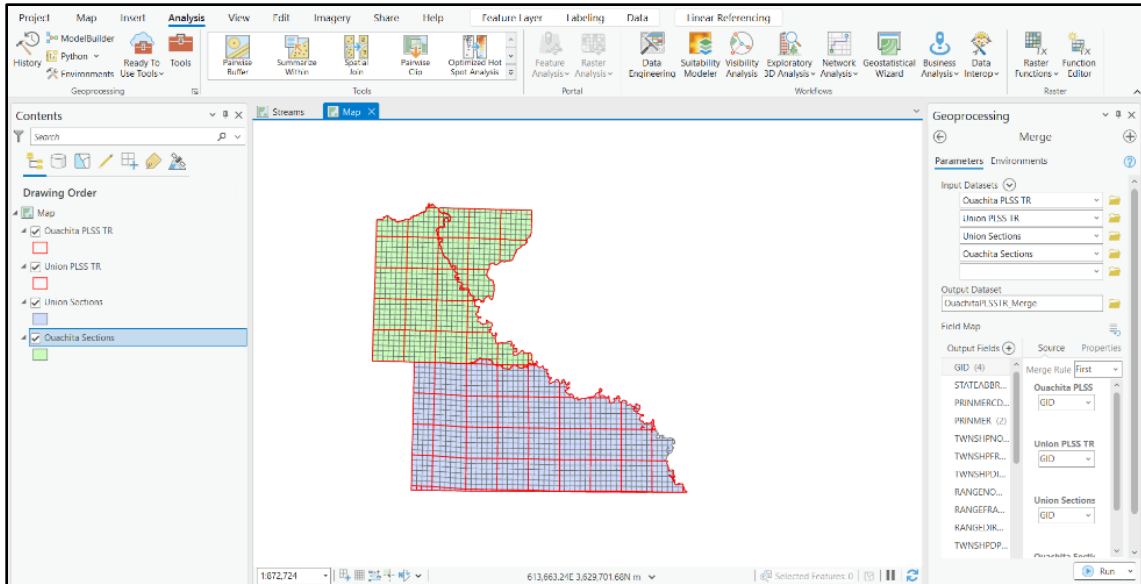 Project Map Insert Analysis View Edit Imagery Share Help Feature Layer Labeling Data Linear Referencing
History
ModelBuilder
Python
Environments
Ready To
Use Tools
Tools
Geoprocessing
Pairwise
Buffer
Summarize
Within
Spatial
Join
Pairwise
Clip
Optimized Hot
Spot Analysis
Tools
Feature
Analysis
Raster
Analysis
Portal
Data
Engineering
Suitability
Modeler
Visibility
Analysis
Exploratory
3D Analysis
Network
Analysis
Geostatistical
Wizard
Business
Analysis
Data
Interop
Workflows
Raster
Functions
Function
Editor
Raster
Contents
Search
Drawing Order
Map
Ouachita PLSS TR
Union PLSS TR
Union Sections
Ouachita Sections
Streams
Map
1:872,724
613,663.24E 3,629,701.68N m
Selected Features: 0
Geoprocessing
Merge
Parameters Environments
Input Datasets
Ouachita PLSS TR
Union PLSS TR
Union Sections
Ouachita Sections
Output Dataset
OuachitaPLSSTR_Merge
Field Map
Output Fields
Source Properties
GID (4)
STATEABBR...
PRINMERCD...
PRINMER (2)
TWNSHPNO...
TWNSHPFR...
TWNSHPDI...
RANGENO...
RANGEFRA...
RANGEDIR...
TWNSHPDP...
Merge Rule First
Ouachita PLSS
GID
Union PLSS TR
GID
Union Sections
GID
Run